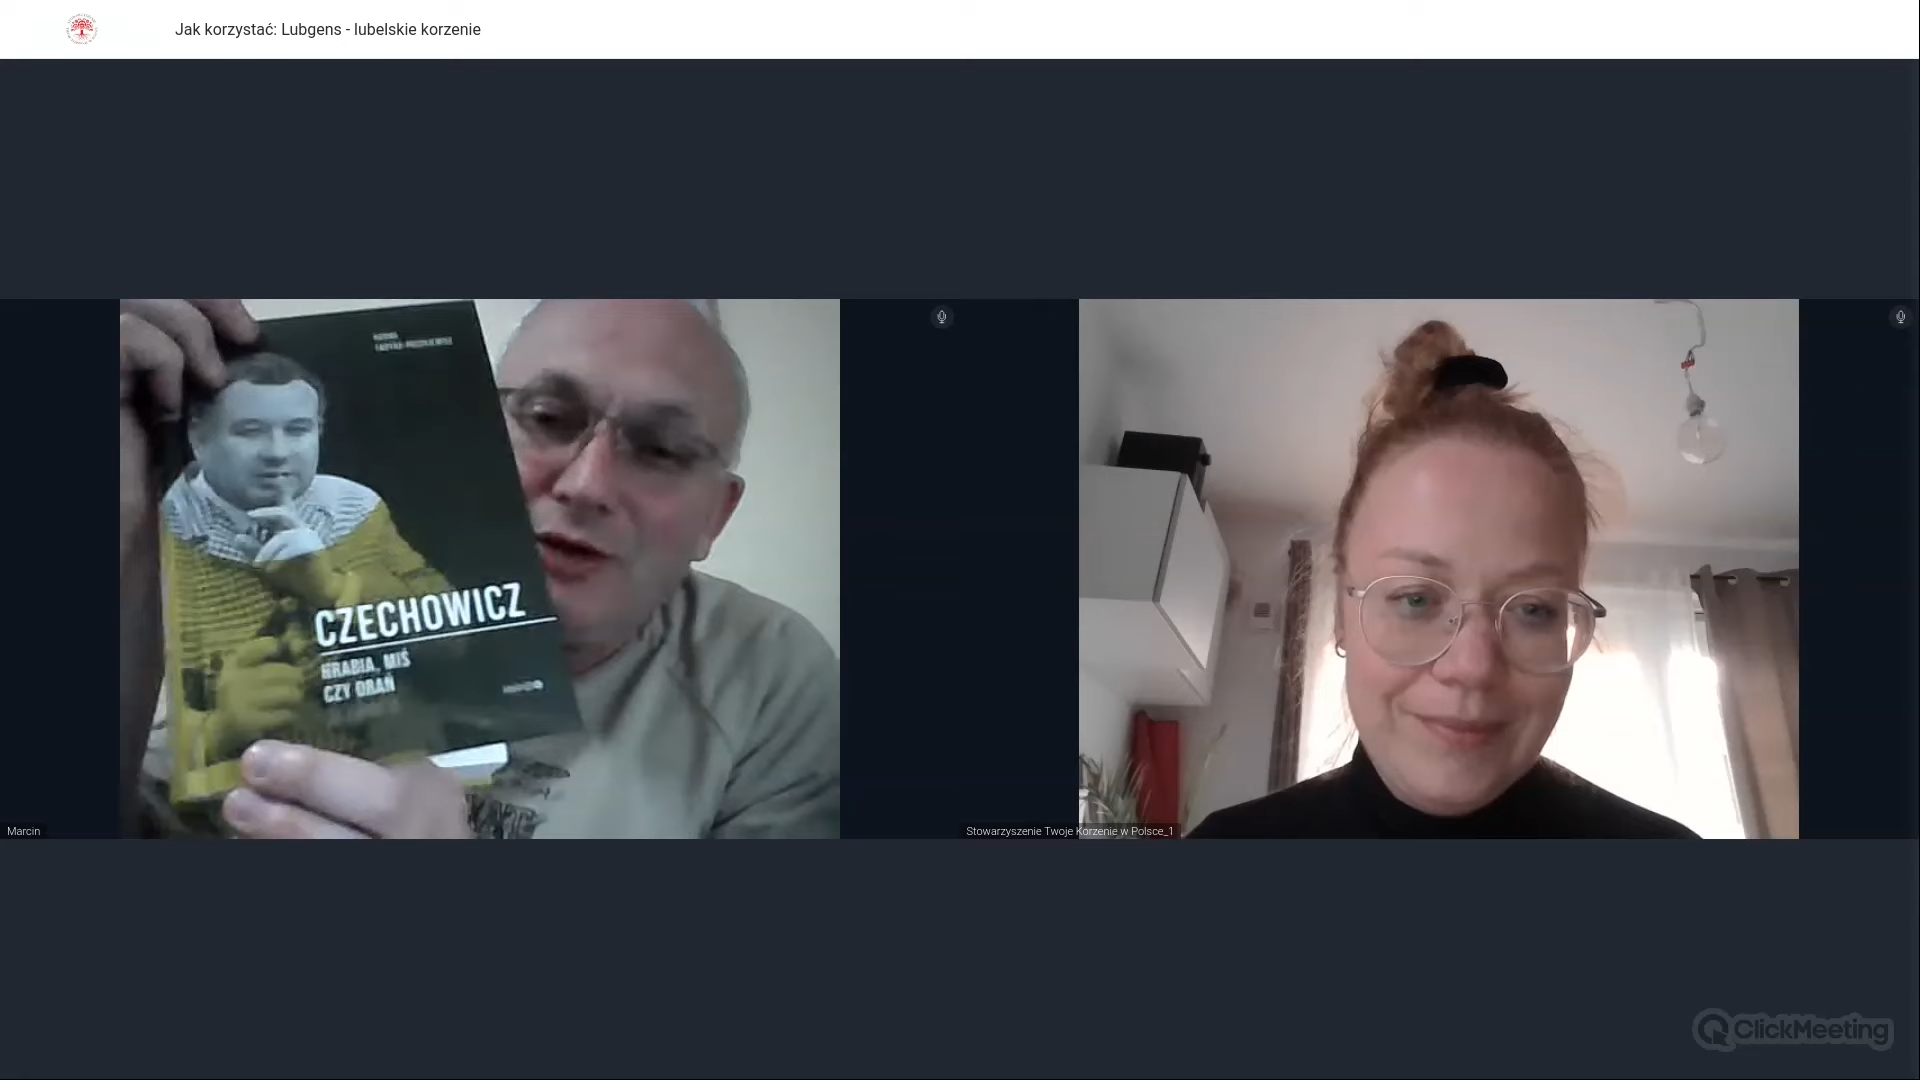 Jak korzystać: Lubgens - lubelskie korzenie
CZECHOWICZ
HRABIA, MIŚ
CZY DRAŃ
Marcin
Stowarzyszenie Twoje Korzenie w Polsce_1
ClickMeeting